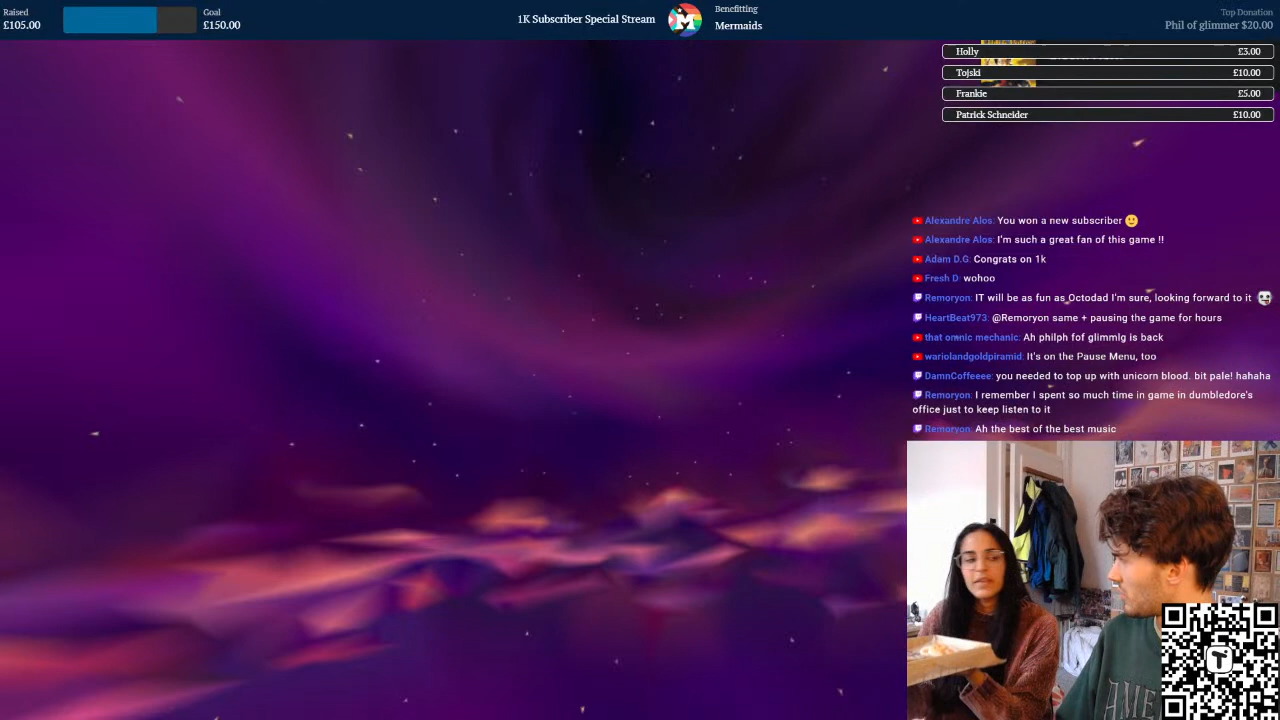 Raised
£105.00
Goal
£150.00
1K Subscriber Special Stream
M
Benefitting
Mermaids
Top Donation
Phil of glimmer $20.00
Holly £3.00
Tojski £10.00
Frankie £5.00
Patrick Schneider £10.00
Alexandre Alos: You won a new subscriber
Alexandre Alos: I'm such a great fan of this game !!
Adam D.G: Congrats on 1k
Fresh D: wohoo
Remoryon: IT will be as fun as Octodad I'm sure, looking forward to it
HeartBeat973: @Remoryon same + pausing the game for hours
that omnic mechanic: Ah philph fof glimmlg is back
wariolandgoldpiramid: It's on the Pause Menu, too
DamnCoffeeee: you needed to top up with unicorn blood. bit pale! hahaha
Remoryon: I remember I spent so much time in game in dumbledore's
office just to keep listen to it
Remoryon: Ah the best of the best music
AME
T